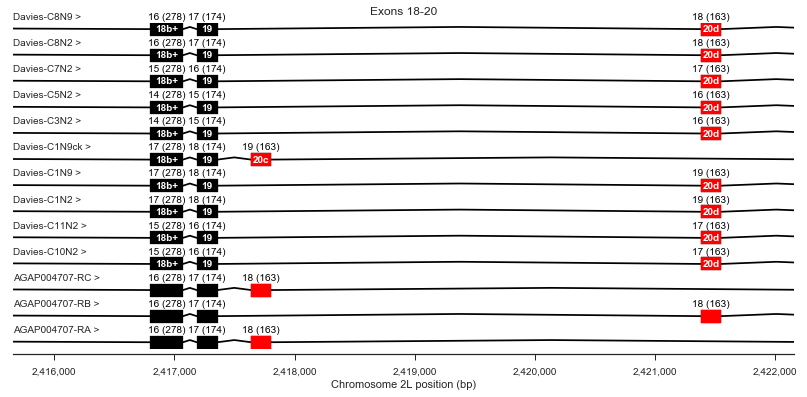 Exons 18-20
Davies-C8N9 > 16 (278) 17 (174) 18 (163)
18b+ 19 20d
Davies-C8N2 > 16 (278) 17 (174) 18 (163)
18b+ 19 20d
Davies-C7N2 > 15 (278) 16 (174) 17 (163)
18b+ 19 20d
Davies-C5N2 > 14 (278) 15 (174) 16 (163)
18b+ 19 20d
Davies-C3N2 > 14 (278) 15 (174) 16 (163)
18b+ 19 20d
Davies-C1N9ck > 17 (278) 18 (174) 19 (163)
18b+ 19 20c
Davies-C1N9 > 17 (278) 18 (174) 19 (163)
18b+ 19 20d
Davies-C1N2 > 17 (278) 18 (174) 19 (163)
18b+ 19 20d
Davies-C11N2 > 15 (278) 16 (174) 17 (163)
18b+ 19 20d
Davies-C10N2 > 15 (278) 16 (174) 17 (163)
18b+ 19 20d
AGAP004707-RC > 16 (278) 17 (174) 18 (163)
AGAP004707-RB > 16 (278) 17 (174) 18 (163)
AGAP004707-RA > 16 (278) 17 (174) 18 (163)
2,416,000 2,417,000 2,418,000 2,419,000 2,420,000 2,421,000 2,422,000
Chromosome 2L position (bp)